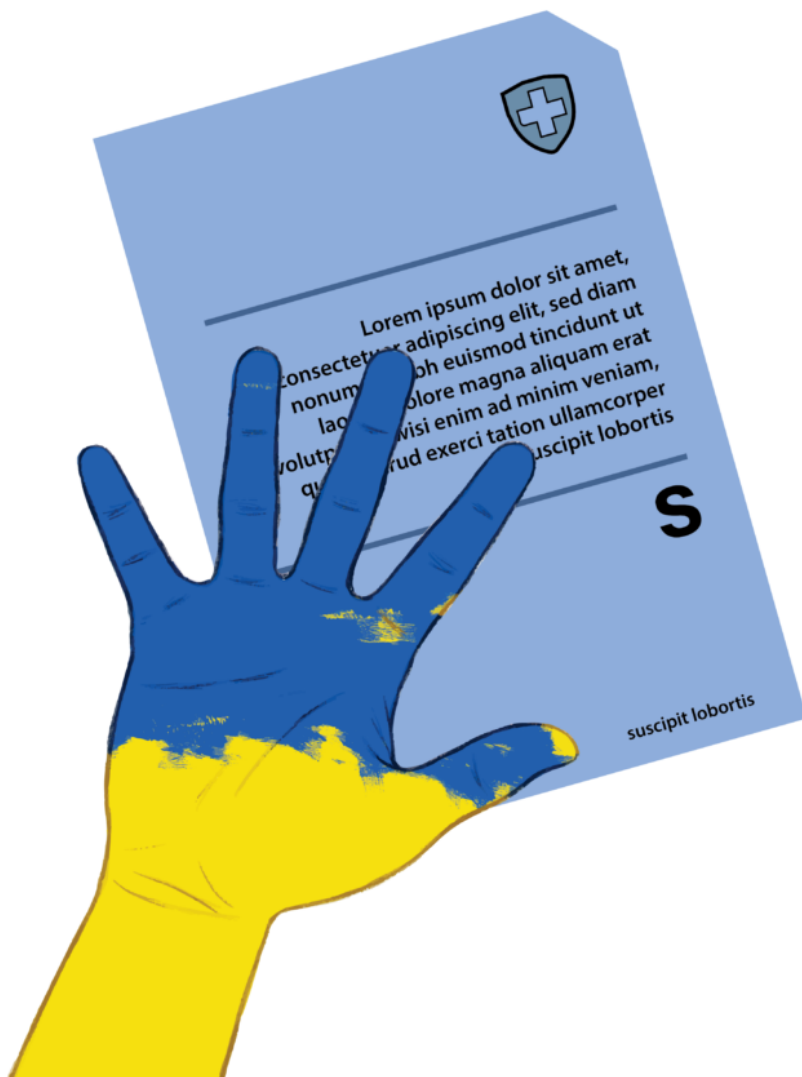 Lorem ipsum dolor sit amet,
adipiscing elit, sed diam
euismod tincidunt ut
magna aliquam erat
visi enim ad minim veniam,
exerci tation ullamcorper
suscipit lobortis
S
suscipit lobortis